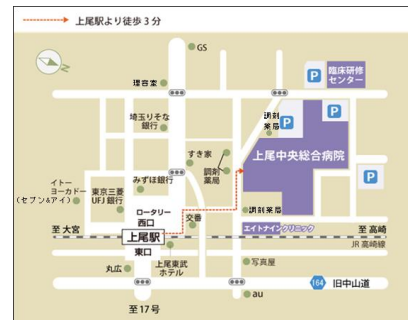 上尾駅より徒歩3分
GS
N
P
臨床研修
センター
理容室
埼玉りそな
銀行
調剤
薬局
P
P
上尾中央総合病院
すき家
調剤
薬局
みずほ銀行
イトー
ヨーカドー
(セブン&アイ)
東京三菱
UFJ銀行
P
ロータリー
西口
交番
調剤薬局
エイトナインクリニック
至 大宮
上尾駅
至 高崎
JR高崎線
東口
上尾東武
ホテル
丸広
写真屋
164
旧中山道
au
至17号